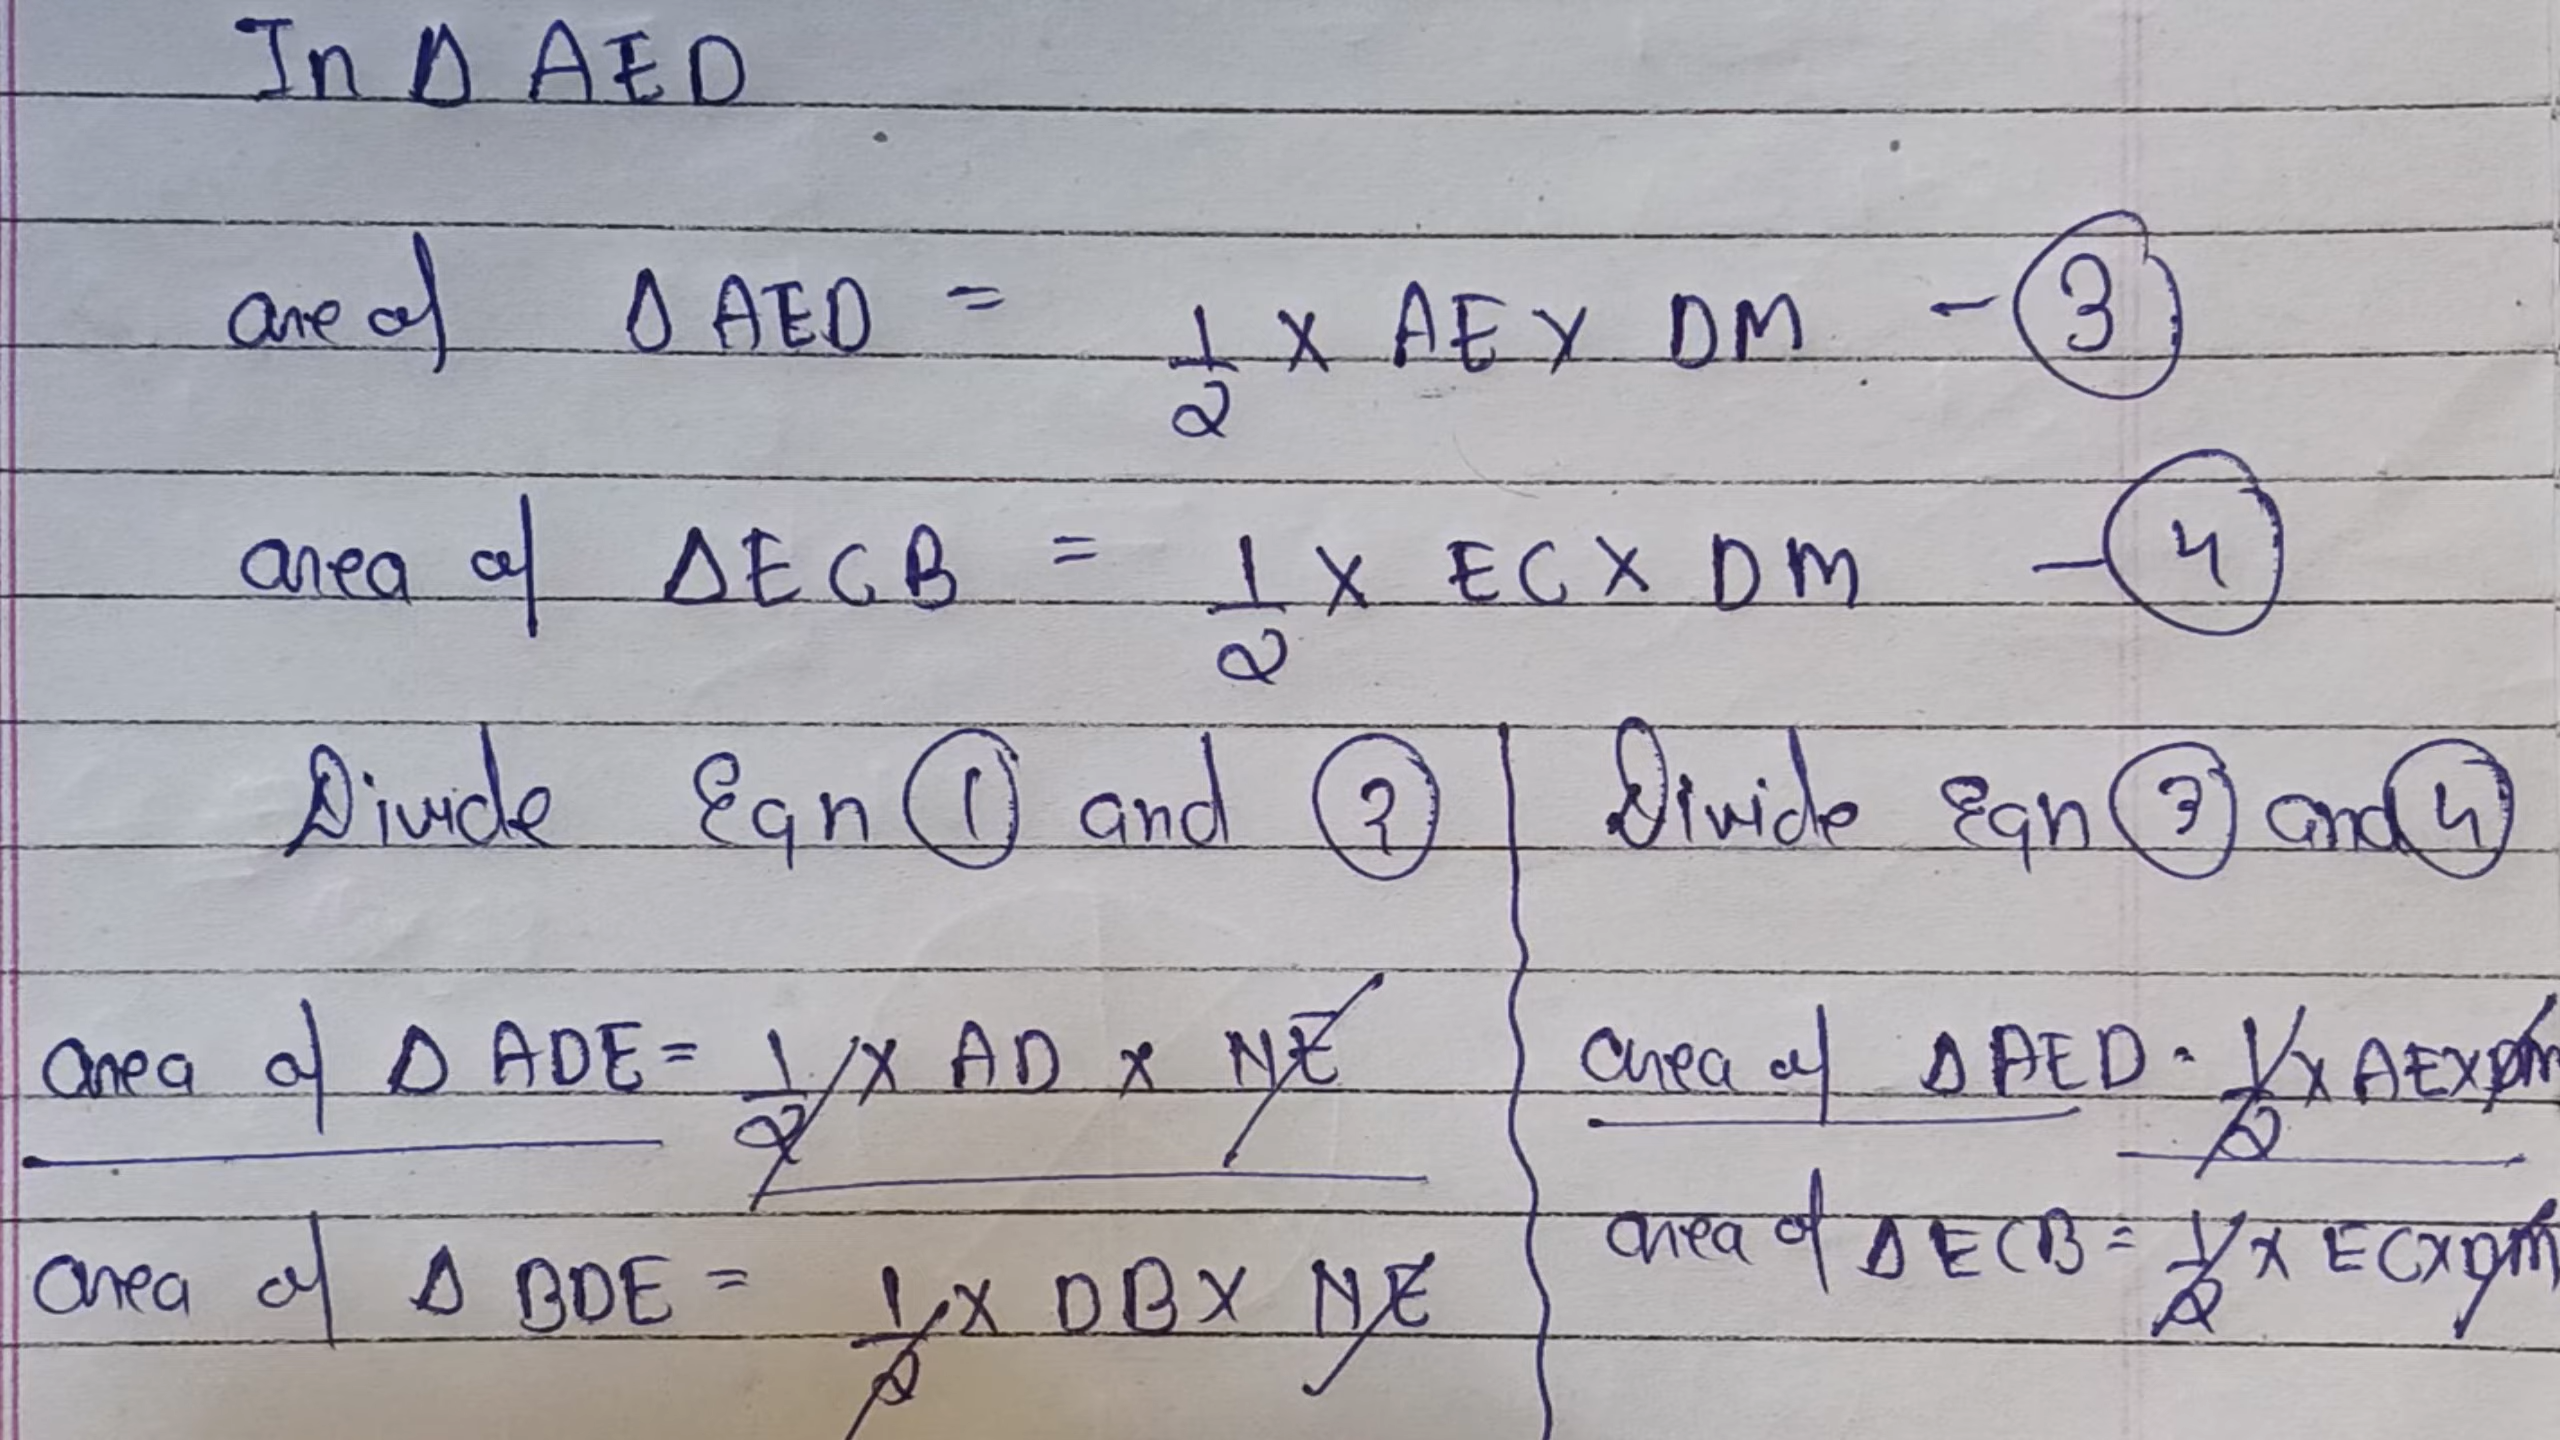 In Δ AED
are of Δ AED = 1/2 x AE x DM - ③
area of Δ ECB = 1/2 x EC x DM - ④
Divide Eqn ① and ②
area of Δ ADE = 1/2 x AD x NE
area of Δ BDE = 1/2 x DB x NE
Divide Eqn ③ and ④
area of Δ AED = 1/2 x AE x DM
area of Δ ECB = 1/2 x EC x DM